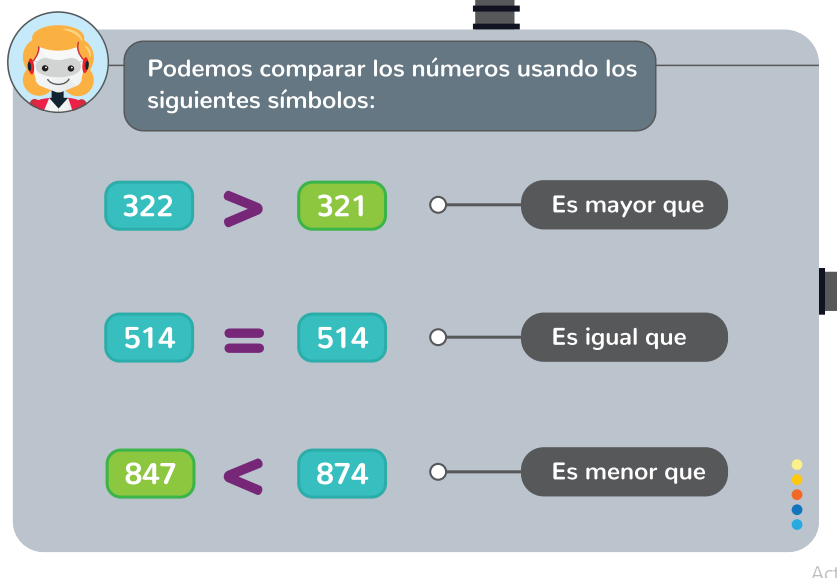 Podemos comparar los números usando los
siguientes símbolos:
322 > 321 Es mayor que
514 = 514 Es igual que
847 < 874 Es menor que